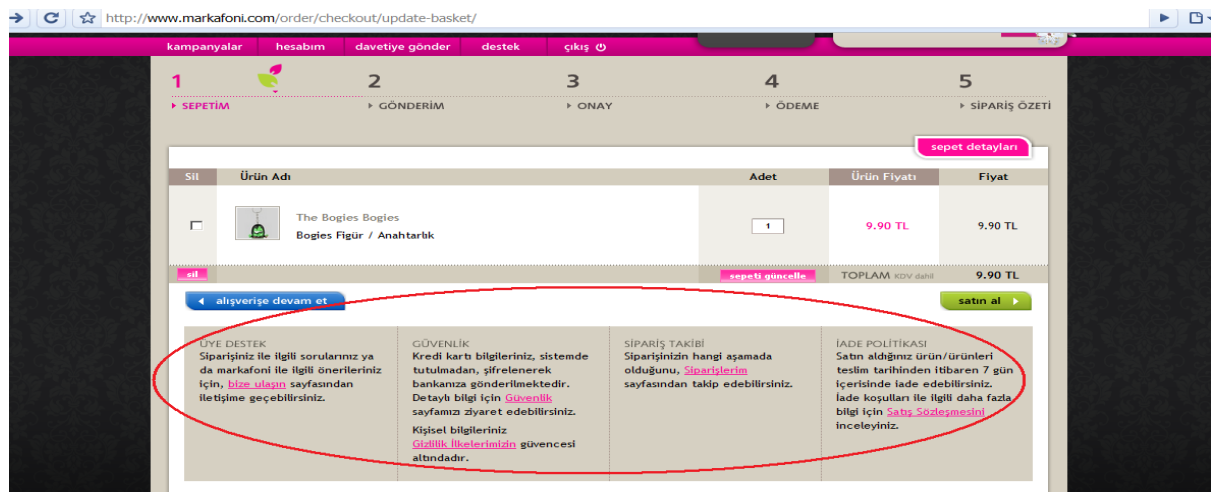 http://www.markafoni.com/order/checkout/update-basket/
kampanyalar hesabım davetiye gönder destek çıkış
1 2 3 4 5
SEPETİM GÖNDERİM ONAY ÖDEME SİPARİŞ ÖZETİ
sepet detayları
Sil Ürün Adı Adet Ürün Fiyatı Fiyat
The Bogies Bogies
Bogies Figür / Anahtarlık
1 9.90 TL 9.90 TL
sil sepeti güncelle TOPLAM KDV dahil 9.90 TL
alışverişe devam et satın al
ÜYE DESTEK
Siparişiniz ile ilgili sorularınız ya
da markafoni ile ilgili önerileriniz
için, bize ulaşın sayfasından
iletişime geçebilirsiniz.
GÜVENLİK
Kredi kartı bilgileriniz, sistemde
tutulmadan, şifrelenerek
bankanıza gönderilmektedir.
Detaylı bilgi için Güvenlik
sayfamızı ziyaret edebilirsiniz.
Kişisel bilgileriniz
Gizlilik İlkelerimizin güvencesi
altındadır.
SİPARİŞ TAKİBİ
Siparişinizin hangi aşamada
olduğunu, Siparişlerim
sayfasından takip edebilirsiniz.
İADE POLİTİKASI
Satın aldığınız ürün/ürünleri
teslim tarihinden itibaren 7 gün
içerisinde iade edebilirsiniz.
İade koşulları ile ilgili daha fazla
bilgi için Satış Sözleşmesini
inceleyiniz.